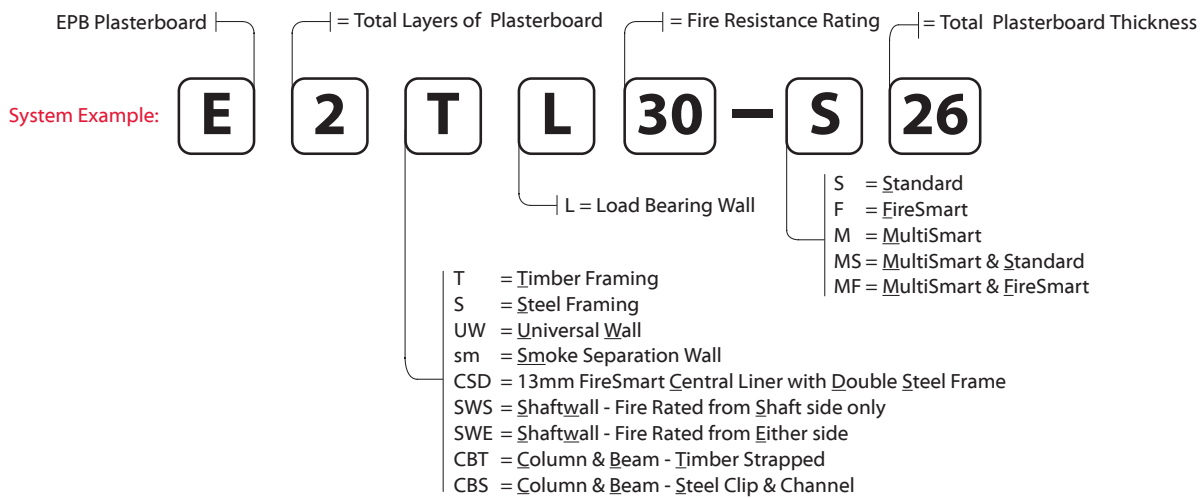 EPB Plasterboard = Total Layers of Plasterboard = Fire Resistance Rating = Total Plasterboard Thickness
System Example: E 2 T L 30 – S 26
L = Load Bearing Wall
S = Standard
F = FireSmart
M = MultiSmart
MS = MultiSmart & Standard
MF = MultiSmart & FireSmart
T = Timber Framing
S = Steel Framing
UW = Universal Wall
sm = Smoke Separation Wall
CSD = 13mm FireSmart Central Liner with Double Steel Frame
SWS = Shaftwall - Fire Rated from Shaft side only
SWE = Shaftwall - Fire Rated from Either side
CBT = Column & Beam - Timber Strapped
CBS = Column & Beam - Steel Clip & Channel